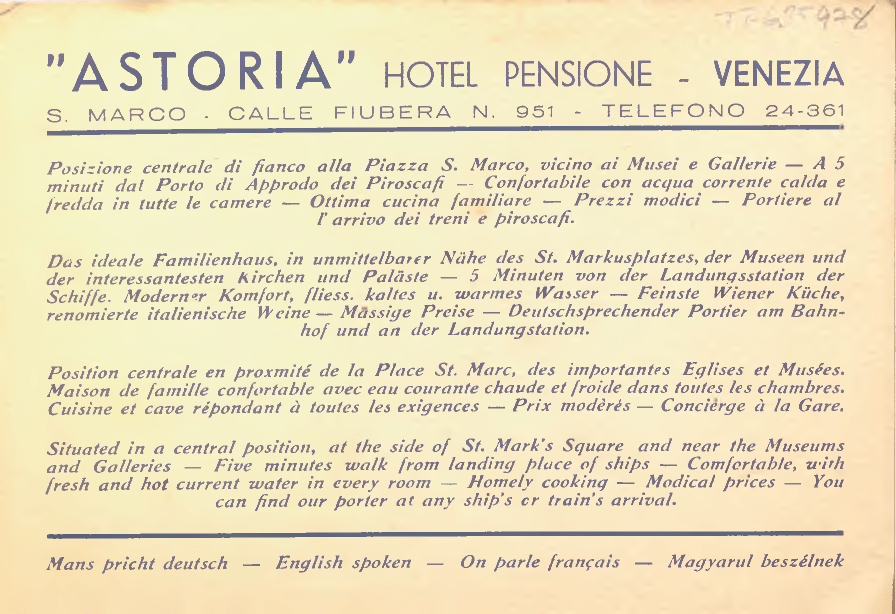 "ASTORIA" HOTEL PENSIONE - VENEZIA
S. MARCO - CALLE FIUBERA N. 951 - TELEFONO 24-361
Posizione centrale di fianco alla Piazza S. Marco, vicino ai Musei e Gallerie — A 5
minuti dal Porto di Approdo dei Piroscafi — Confortabile con acqua corrente calda e
fredda in tutte le camere — Ottima cucina familiare — Prezzi modici — Portiere al
l'arrivo dei treni e piroscafi.
Das ideale Familienhaus, in unmittelbarer Nähe des St. Markusplatzes, der Museen und
der interessantesten Kirchen und Paläste — 5 Minuten von der Landungsstation der
Schiffe. Moderner Komfort, fliess. kaltes u. warmes Wasser — Feinste Wiener Küche,
renomierte italienische Weine — Mässige Preise — Deutschsprechender Portier am Bahn-
hof und an der Landungstation.
Position centrale en proxmité de la Place St. Marc, des importantes Eglises et Musées.
Maison de famille confortable avec eau courante chaude et froide dans toutes les chambres.
Cuisine et cave répondant à toutes les exigences — Prix modèrés — Concièrge à la Gare.
Situated in a central position, at the side of St. Mark's Square and near the Museums
and Galleries — Five minutes walk from landing place of ships — Comfortable, with
fresh and hot current water in every room — Homely cooking — Modical prices — You
can find our porter at any ship's or train's arrival.
Mans pricht deutsch — English spoken — On parle français — Magyarul beszélnek